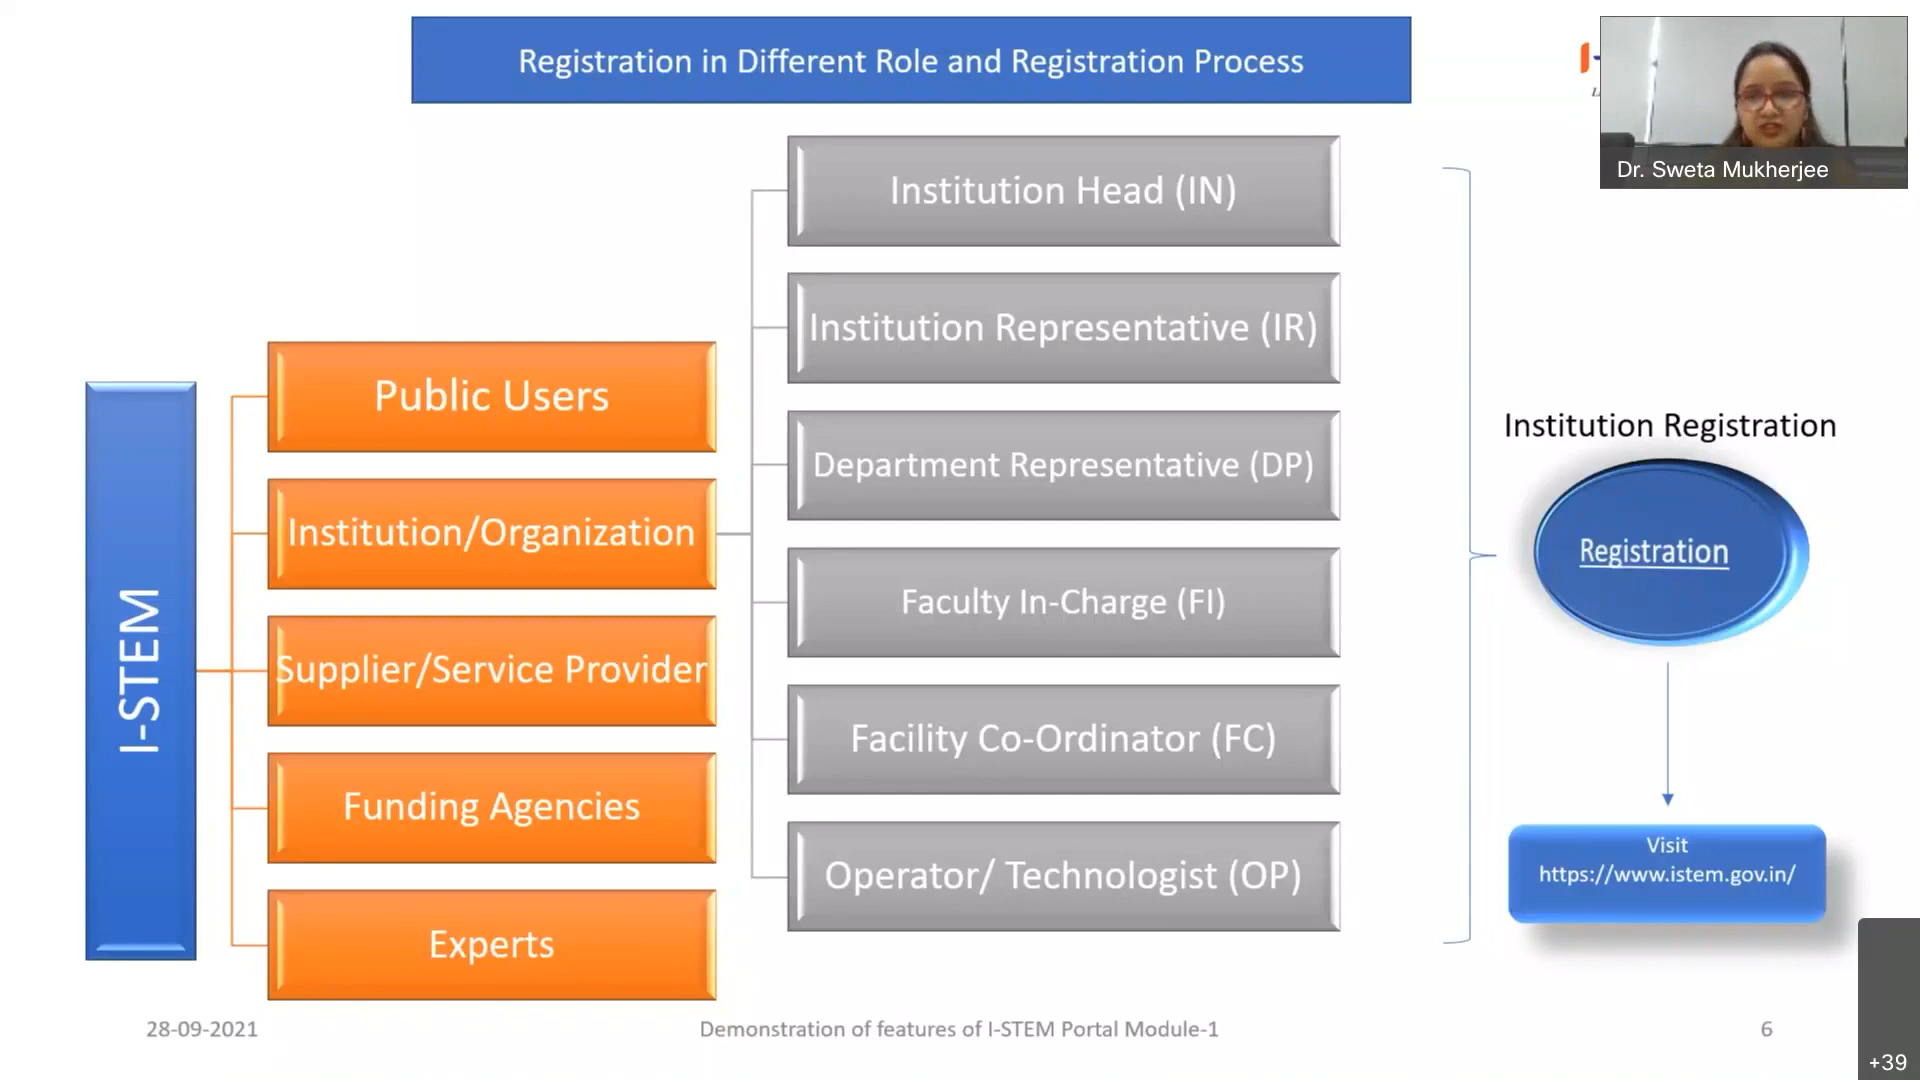 Registration in Different Role and Registration Process
Dr. Sweta Mukherjee
I-STEM
Public Users
Institution/Organization
Supplier/Service Provider
Funding Agencies
Experts
Institution Head (IN)
Institution Representative (IR)
Department Representative (DP)
Faculty In-Charge (FI)
Facility Co-Ordinator (FC)
Operator/ Technologist (OP)
Institution Registration
Registration
Visit
https://www.istem.gov.in/
28-09-2021
Demonstration of features of I-STEM Portal Module-1
6
+39